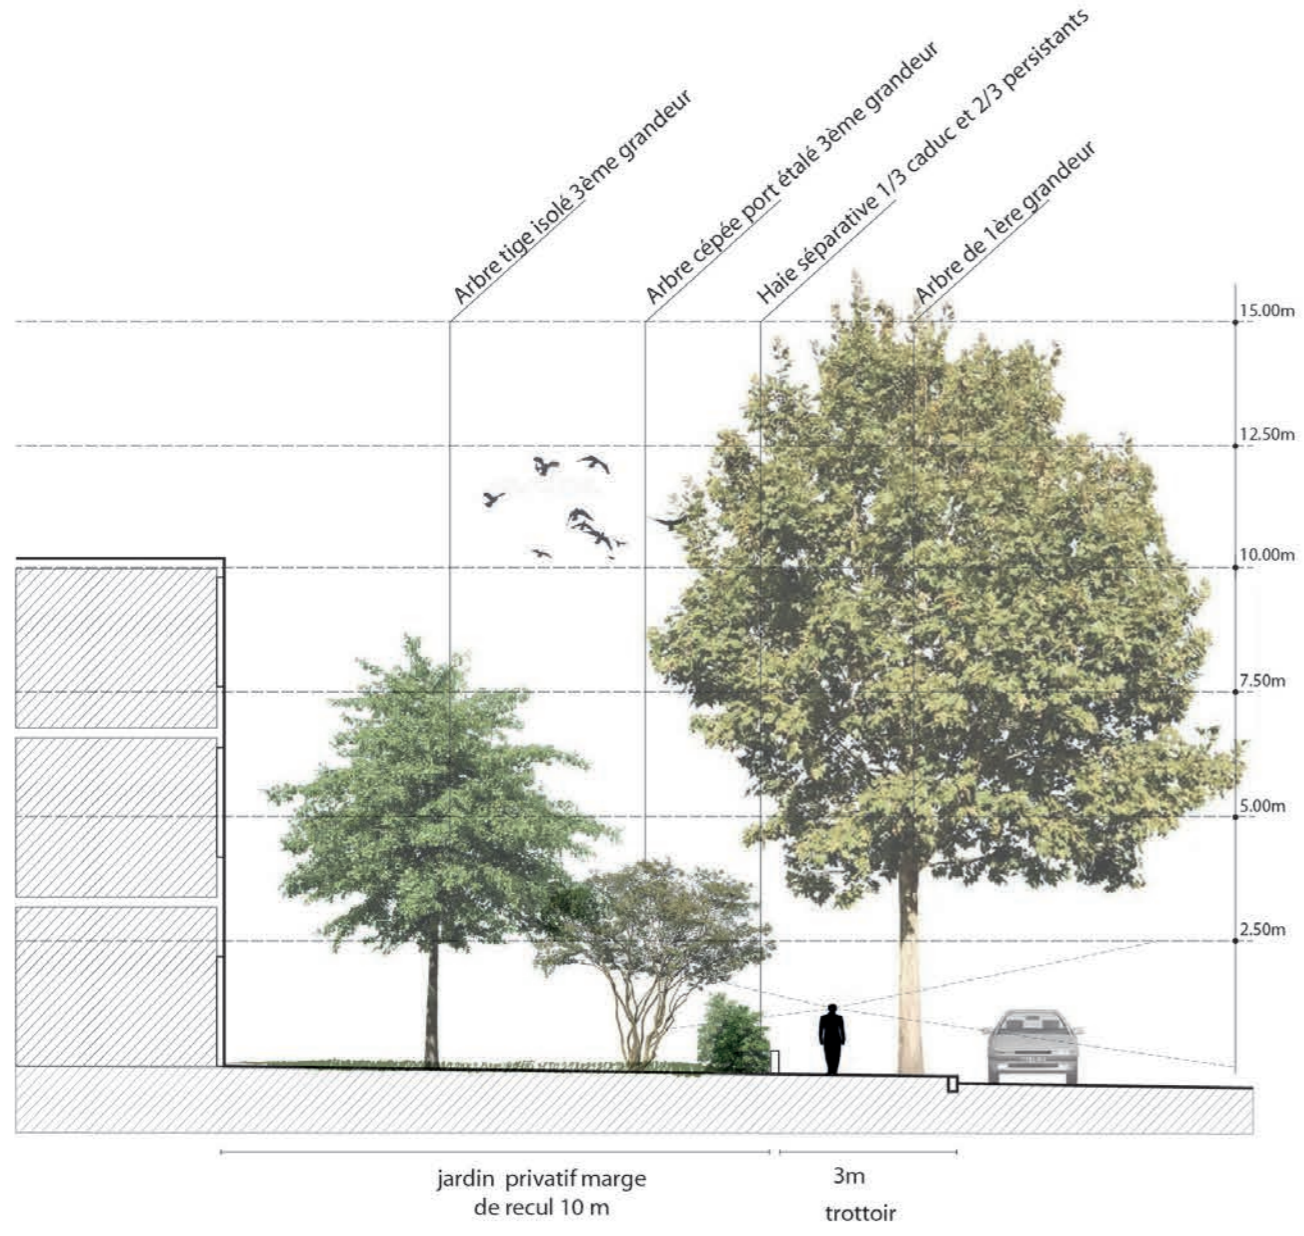 Arbre tige isolé 3ème grandeur
Arbre cépée port étalé 3ème grandeur
Haie séparative 1/3 caduc et 2/3 persistants
Arbre de 1ère grandeur
15.00m
12.50m
10.00m
7.50m
5.00m
2.50m
jardin privatif marge
de recul 10 m
3m
trottoir